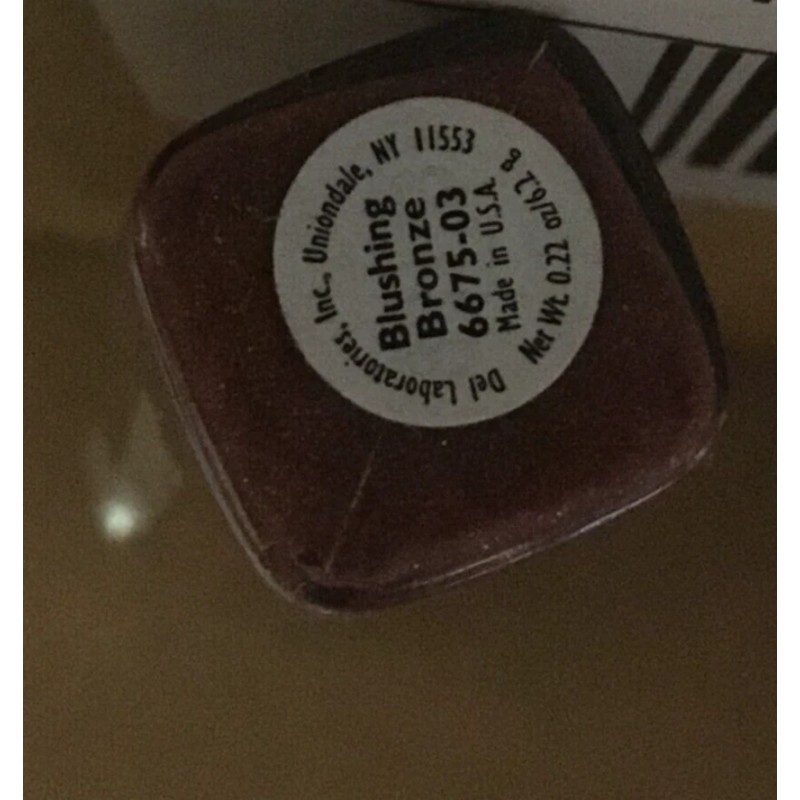 Del Laboratories, Inc., Uniondale, NY 11553
Blushing
Bronze
6675-03
Made in U.S.A.
Net Wt. 0.22 oz/6.2 g